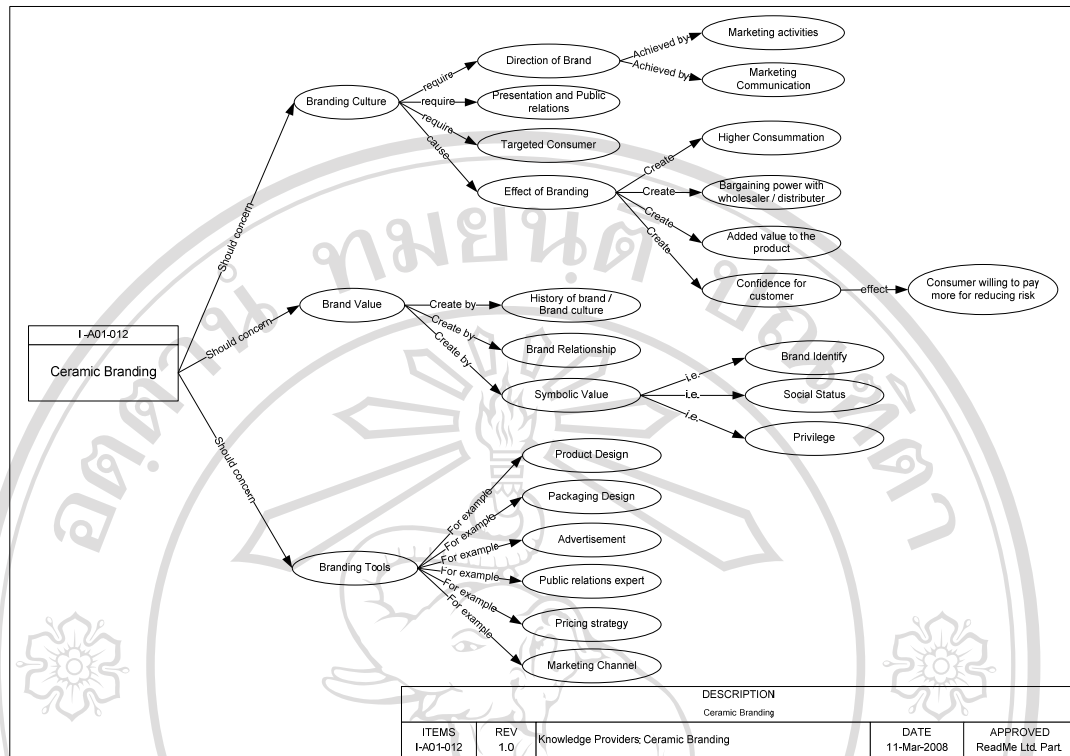 Marketing activities
Achieved by
Direction of Brand
Achieved by
Marketing
Communication
require
Branding Culture
require
Presentation and Public
relations
require
Targeted Consumer
cause
Higher Consummation
Create
Effect of Branding
Create
Bargaining power with
wholesaler / distributer
Create
Added value to the
product
Create
Confidence for
customer
effect
Consumer willing to pay
more for reducing risk
Should concern
Brand Value
Create by
History of brand /
Brand culture
Create by
Brand Relationship
Create by
Symbolic Value
i.e.
Brand Identify
i.e.
Social Status
i.e.
Privilege
Should concern
I-A01-012
Ceramic Branding
Should concern
Branding Tools
For example
Product Design
For example
Packaging Design
For example
Advertisement
For example
Public relations expert
For example
Pricing strategy
For example
Marketing Channel
DESCRIPTION
Ceramic Branding
ITEMS
I-A01-012
REV
1.0
Knowledge Providers: Ceramic Branding
DATE
11-Mar-2008
APPROVED
ReadMe Ltd. Part.